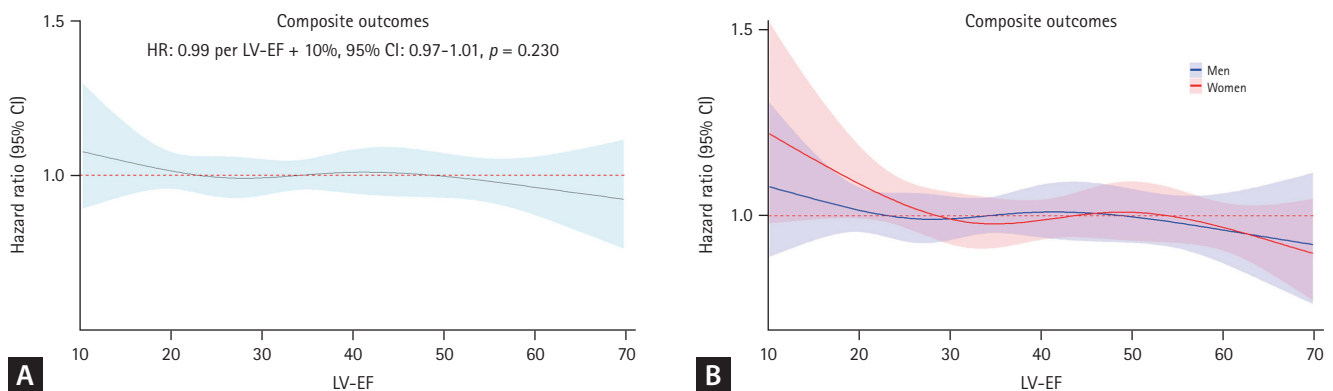 Composite outcomes
HR: 0.99 per LV-EF + 10%, 95% CI: 0.97-1.01, p = 0.230
Hazard ratio (95% CI)
1.5
1.0
10 20 30 40 50 60 70
LV-EF
A
Composite outcomes
Men
Women
Hazard ratio (95% CI)
1.5
1.0
10 20 30 40 50 60 70
LV-EF
B